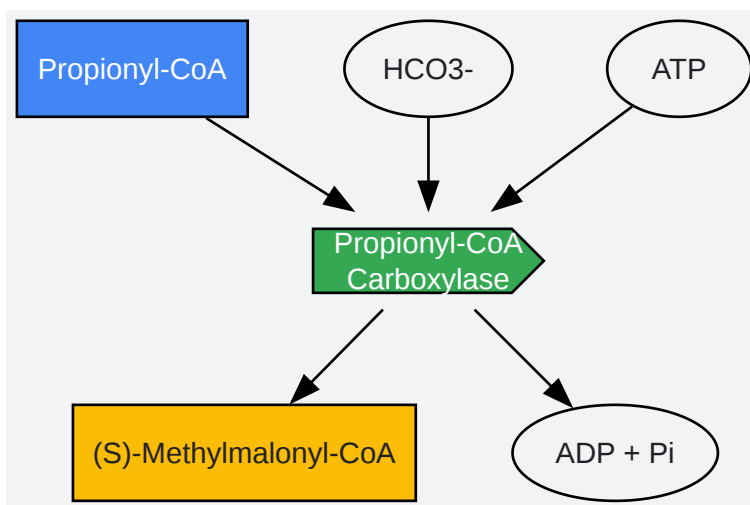 Propionyl-CoA
HCO3-
ATP
Propionyl-CoA
Carboxylase
(S)-Methylmalonyl-CoA
ADP + Pi